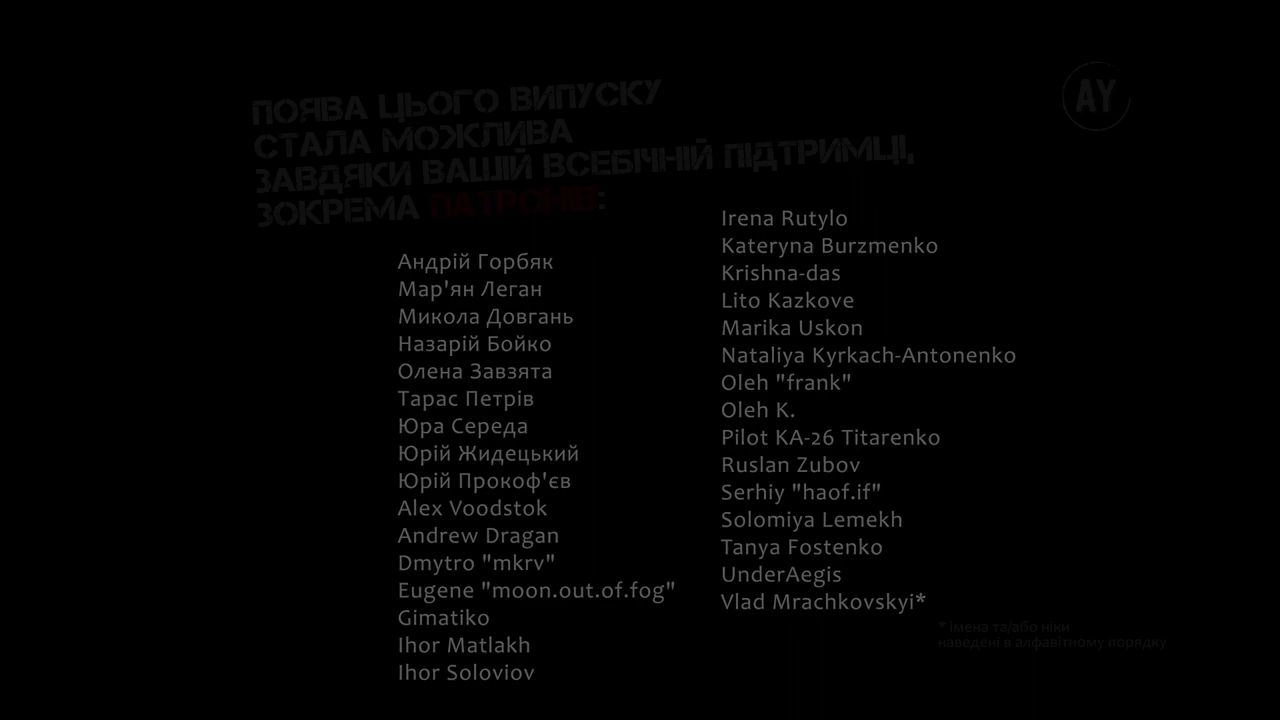 ПОЯВА ЦЬОГО ВИПУСКУ
СТАЛА МОЖЛИВА
ЗАВДЯКИ ВАШІЙ ВСЕБІЧНІЙ ПІДТРИМЦІ,
ЗОКРЕМА ПАТРОНІВ:
AY
Андрій Горбяк
Мар'ян Леган
Микола Довгань
Назарій Бойко
Олена Завзята
Тарас Петрів
Юра Середа
Юрій Жидецький
Юрій Прокоф'єв
Alex Voodstok
Andrew Dragan
Dmytro "mkrv"
Eugene "moon.out.of.fog"
Gimatiko
Ihor Matlakh
Ihor Soloviov
Irena Rutylo
Kateryna Burzmenko
Krishna-das
Lito Kazkove
Marika Uskon
Nataliya Kyrkach-Antonenko
Oleh "frank"
Oleh K.
Pilot KA-26 Titarenko
Ruslan Zubov
Serhiy "haof.if"
Solomiya Lemekh
Tanya Fostenko
UnderAegis
Vlad Mrachkovskyi*
* імена та/або ніки
наведені в алфавітному порядку